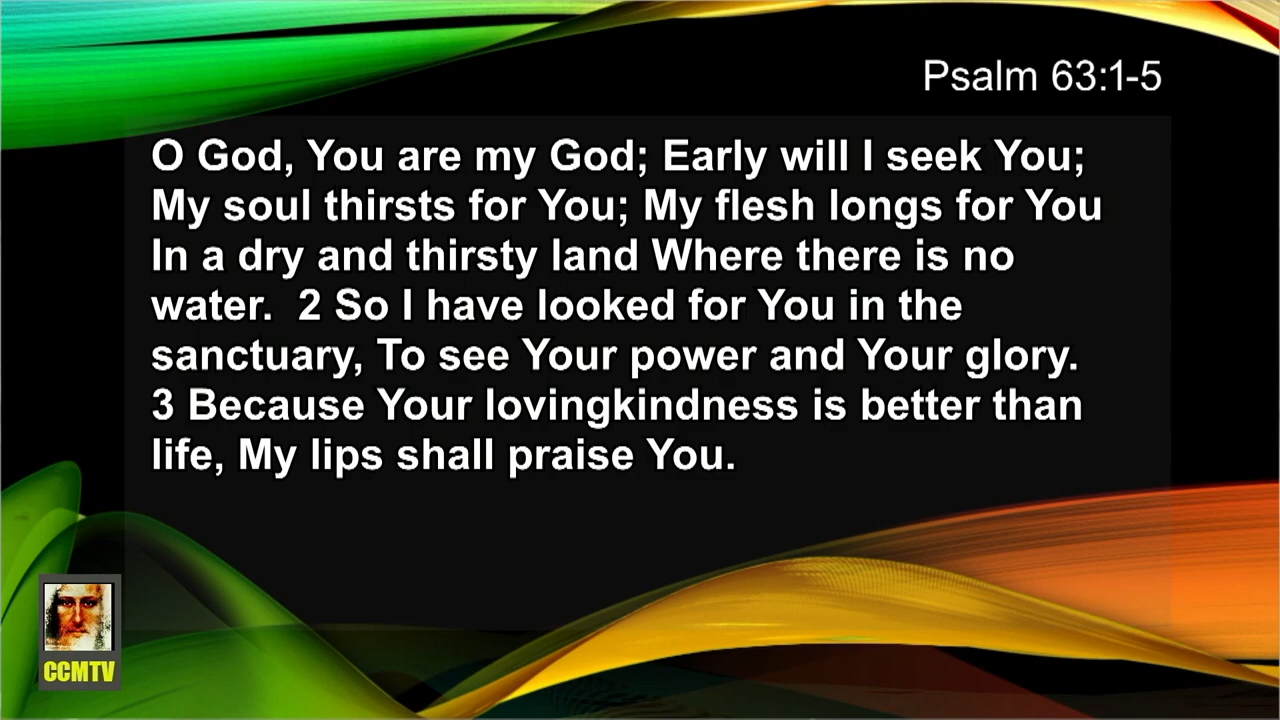 Psalm 63:1-5
O God, You are my God; Early will I seek You;
My soul thirsts for You; My flesh longs for You
In a dry and thirsty land Where there is no
water.  2 So I have looked for You in the
sanctuary, To see Your power and Your glory.
3 Because Your lovingkindness is better than
life, My lips shall praise You.
CCMTV